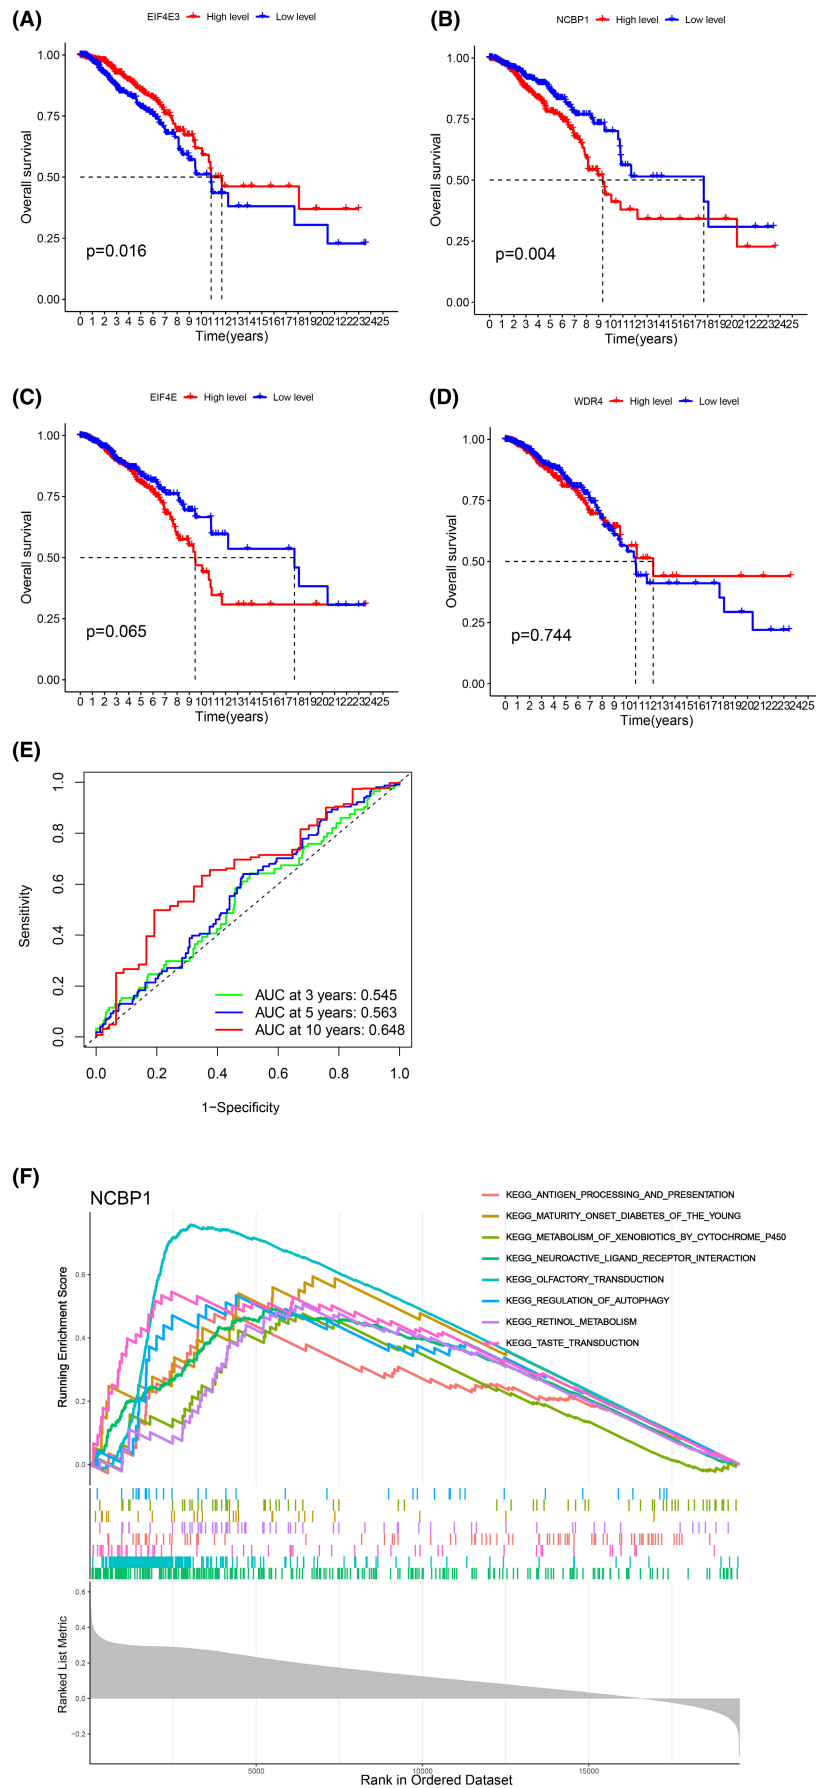 (A)
EIF4E3 High level Low level
1.00
0.75
0.50
0.25
0.00
Overall survival
p=0.016
0 1 2 3 4 5 6 7 8 9 10 11 12 13 14 15 16 17 18 19 20 21 22 23 24 25
Time(years)
(B)
NCBP1 High level Low level
1.00
0.75
0.50
0.25
0.00
Overall survival
p=0.004
0 1 2 3 4 5 6 7 8 9 10 11 12 13 14 15 16 17 18 19 20 21 22 23 24 25
Time(years)
(C)
EIF4E High level Low level
1.00
0.75
0.50
0.25
0.00
Overall survival
p=0.065
0 1 2 3 4 5 6 7 8 9 10 11 12 13 14 15 16 17 18 19 20 21 22 23 24 25
Time(years)
(D)
WDR4 High level Low level
1.00
0.75
0.50
0.25
0.00
Overall survival
p=0.744
0 1 2 3 4 5 6 7 8 9 10 11 12 13 14 15 16 17 18 19 20 21 22 23 24 25
Time(years)
(E)
1.0
0.8
0.6
0.4
0.2
0.0
Sensitivity
AUC at 3 years: 0.545
AUC at 5 years: 0.563
AUC at 10 years: 0.648
0.0 0.2 0.4 0.6 0.8 1.0
1−Specificity
(F)
NCBP1
KEGG_ANTIGEN_PROCESSING_AND_PRESENTATION
KEGG_MATURITY_ONSET_DIABETES_OF_THE_YOUNG
KEGG_METABOLISM_OF_XENOBIOTICS_BY_CYTOCHROME_P450
KEGG_NEUROACTIVE_LIGAND_RECEPTOR_INTERACTION
KEGG_OLFACTORY_TRANSDUCTION
KEGG_REGULATION_OF_AUTOPHAGY
KEGG_RETINOL_METABOLISM
KEGG_TASTE_TRANSDUCTION
0.6
0.4
0.2
0.0
Running Enrichment Score
0.6
0.4
0.2
0.0
−0.2
Ranked List Metric
5000 10000 15000
Rank in Ordered Dataset